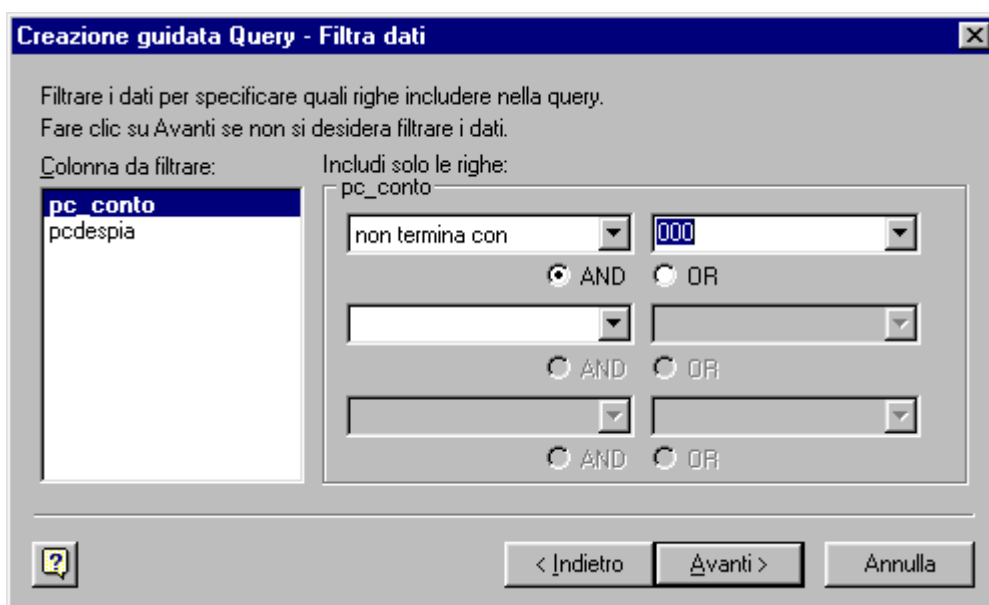 Creazione guidata Query - Filtra dati
Filtrare i dati per specificare quali righe includere nella query.
Fare clic su Avanti se non si desidera filtrare i dati.
Colonna da filtrare:
Includi solo le righe:
pc_conto
pcdespia
pc_conto
non termina con
000
AND OR
AND OR
AND OR
?
< Indietro
Avanti >
Annulla